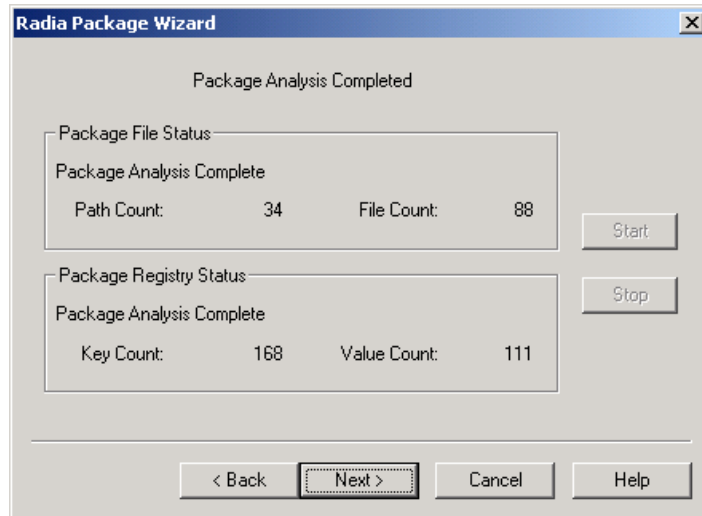 Radia Package Wizard
Package Analysis Completed
Package File Status
Package Analysis Complete
Path Count: 34 File Count: 88
Start
Package Registry Status
Stop
Package Analysis Complete
Key Count: 168 Value Count: 111
< Back Next > Cancel Help